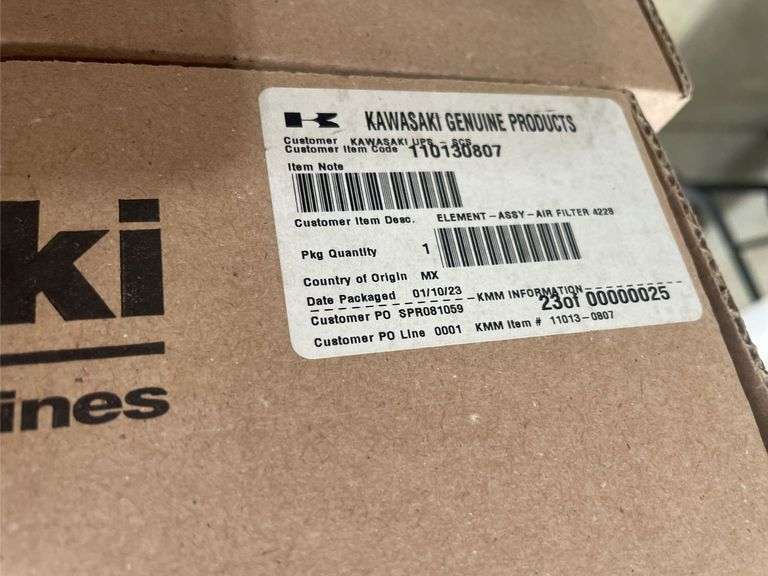 KAWASAKI GENUINE PRODUCTS
Customer KAWASAKI UPS - SCS
Customer Item Code 110130807
Item Note
Customer Item Desc. ELEMENT-ASSY-AIR FILTER 4228
Pkg Quantity 1
Country of Origin MX
Date Packaged 01/10/23 -KMM INFORMATION
23of 00000025
Customer PO SPR081059
Customer PO Line 0001 KMM Item # 11013-0807
ki
ines